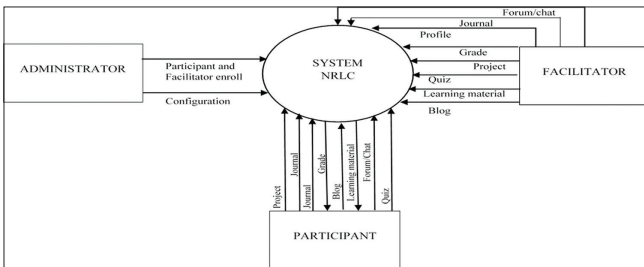 Forum/chat
Journal
Profile
SYSTEM
NRLC
Grade
ADMINISTRATOR
Participant and
Facilitator enroll
Project
FACILITATOR
Quiz
Configuration
Learning material
Blog
Project
Journal
Journal
Grade
Blog
Learning material
Forum/Chat
Quiz
PARTICIPANT